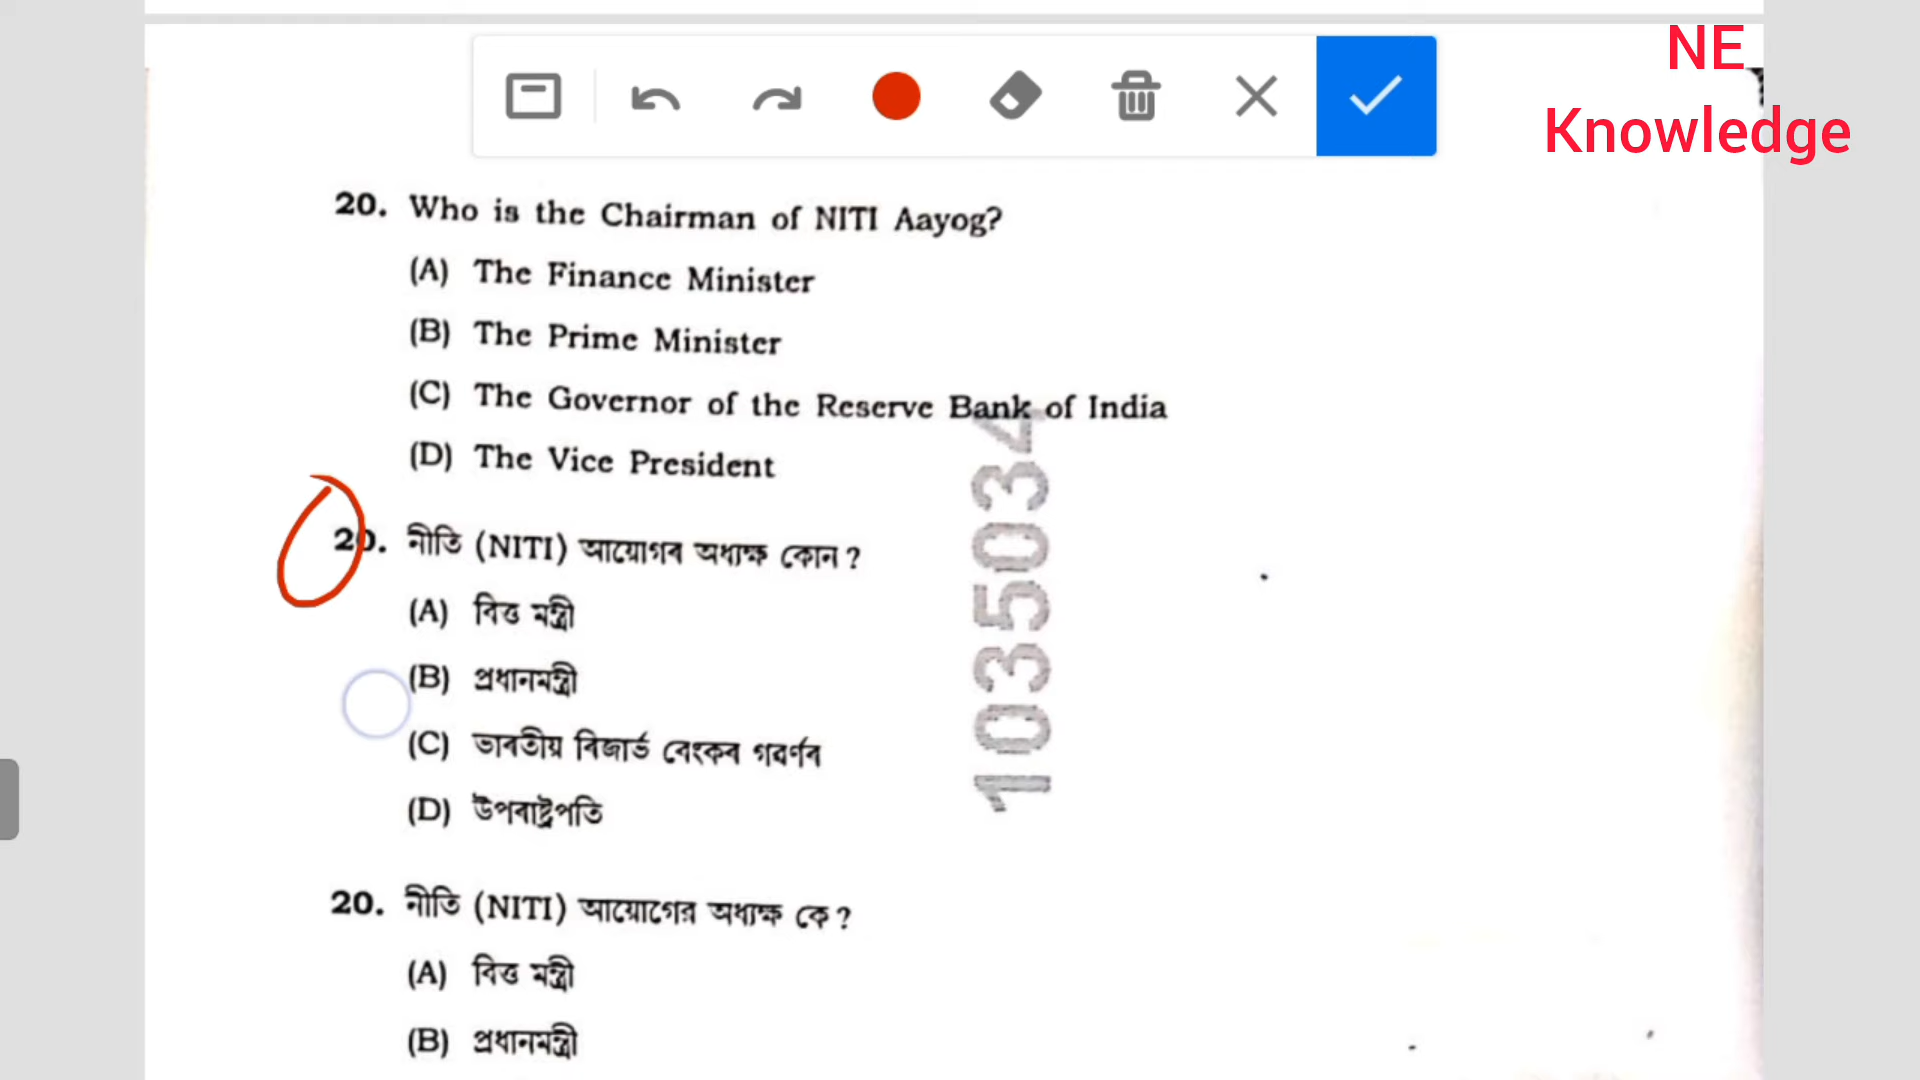 NE
Knowledge
20. Who is the Chairman of NITI Aayog?
(A) The Finance Minister
(B) The Prime Minister
(C) The Governor of the Reserve Bank of India
(D) The Vice President
20. নীতি (NITI) আয়োগৰ অধ্যক্ষ কোন ?
(A) বিত্ত মন্ত্ৰী
(B) প্ৰধানমন্ত্ৰী
(C) ভাৰতীয় ৰিজাৰ্ভ বেংকৰ গৱৰ্ণৰ
(D) উপৰাষ্ট্ৰপতি
1035034
20. নীতি (NITI) আয়োগের অধ্যক্ষ কে ?
(A) বিত্ত মন্ত্রী
(B) প্রধানমন্ত্রী